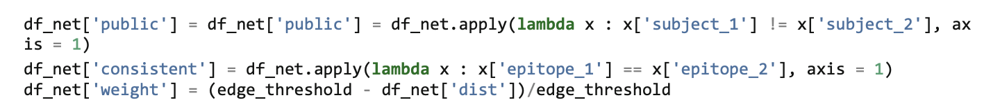 df_net['public'] = df_net['public'] = df_net.apply(lambda x : x['subject_1'] != x['subject_2'], ax
is = 1)
df_net['consistent'] = df_net.apply(lambda x : x['epitope_1'] == x['epitope_2'], axis = 1)
df_net['weight'] = (edge_threshold - df_net['dist'])/edge_threshold